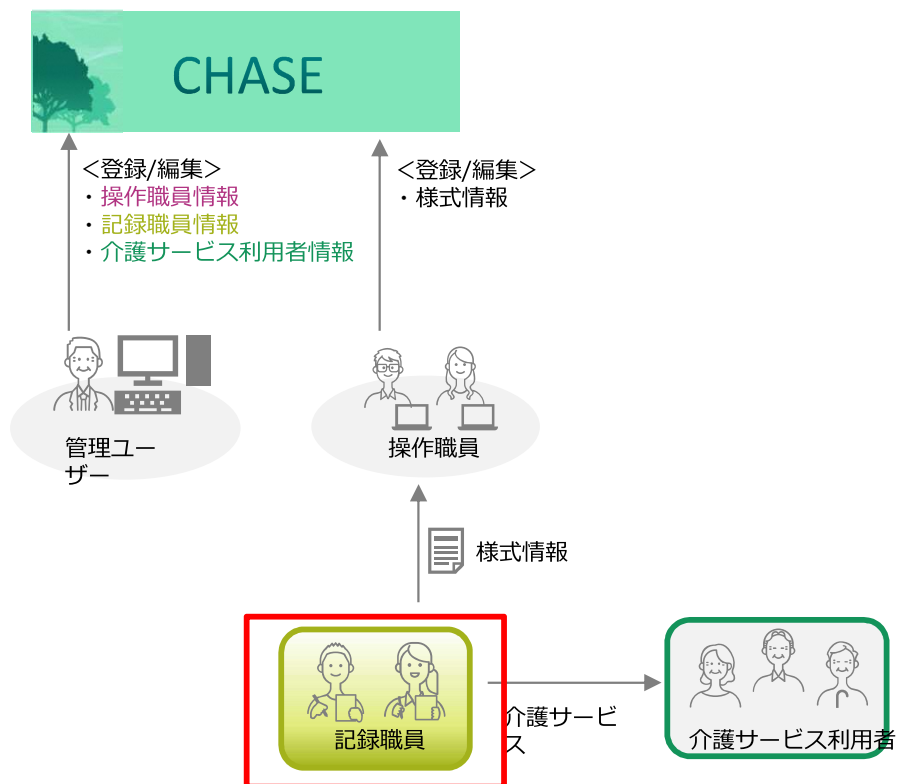 CHASE
＜登録/編集＞
・操作職員情報
・記録職員情報
・介護サービス利用者情報
＜登録/編集＞
・様式情報
管理ユー
ザー
操作職員
様式情報
記録職員
介護サービ
ス
介護サービス利用者